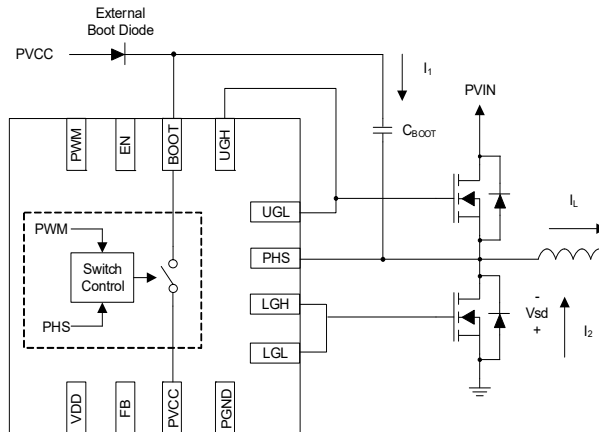 External
Boot Diode
PVCC
I1
PVIN
CBOOT
PWM
EN
BOOT
UGH
UGL
IL
PWM
PHS
Switch
Control
LGH
-
Vsd
+
I2
PHS
LGL
VDD
FB
PVCC
PGND